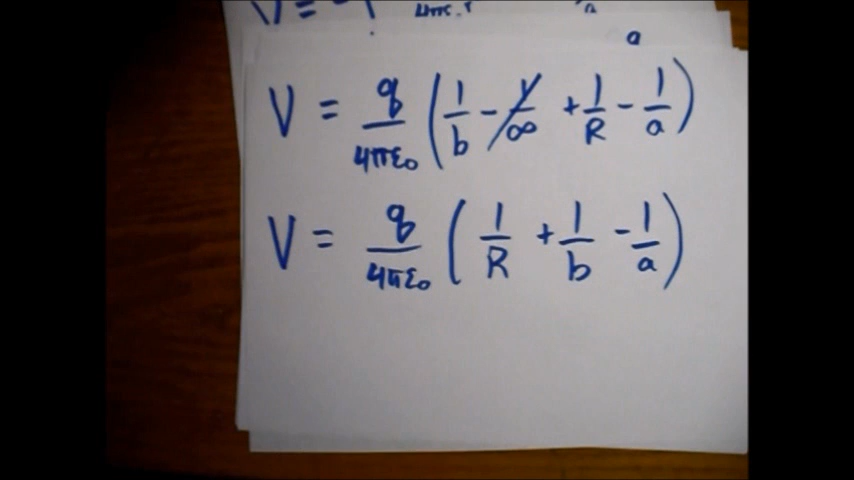 a
V = q/4πε₀ (1/b - 1/∞ + 1/R - 1/a)
V = q/4πε₀ (1/R + 1/b - 1/a)